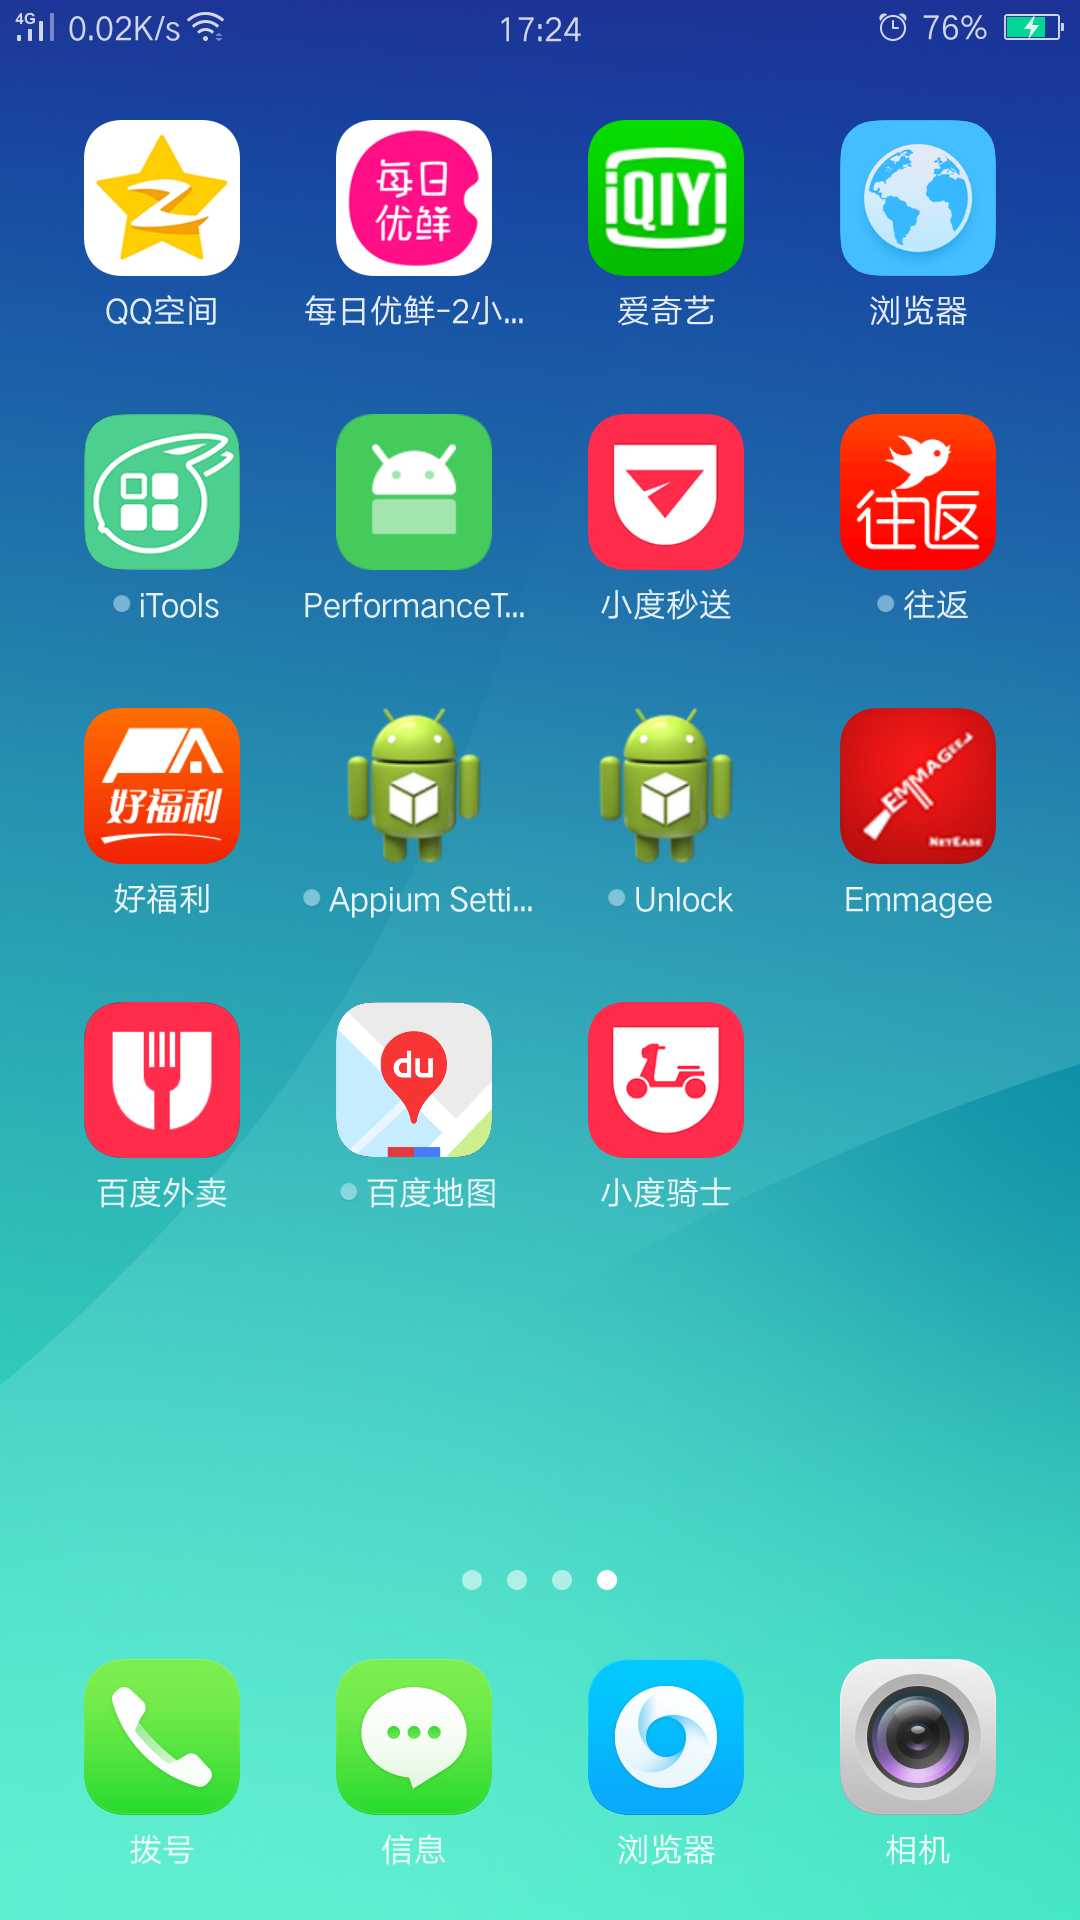 4G 0.02K/s 17:24 76%
每日
优鲜
iQIYI
QQ空间 每日优鲜-2小... 爱奇艺 浏览器
往返
iTools PerformanceT... 小度秒送 往返
好福利
EMMAGEE
NetEase
好福利 Appium Setti... Unlock Emmagee
du
百度外卖 百度地图 小度骑士
拨号 信息 浏览器 相机